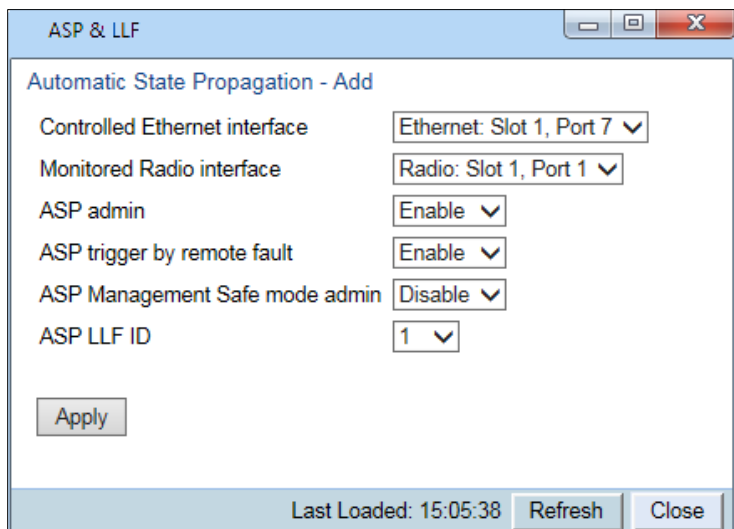 ASP & LLF
Automatic State Propagation - Add
Controlled Ethernet interface Ethernet: Slot 1, Port 7
Monitored Radio interface Radio: Slot 1, Port 1
ASP admin Enable
ASP trigger by remote fault Enable
ASP Management Safe mode admin Disable
ASP LLF ID 1
Apply
Last Loaded: 15:05:38 Refresh Close